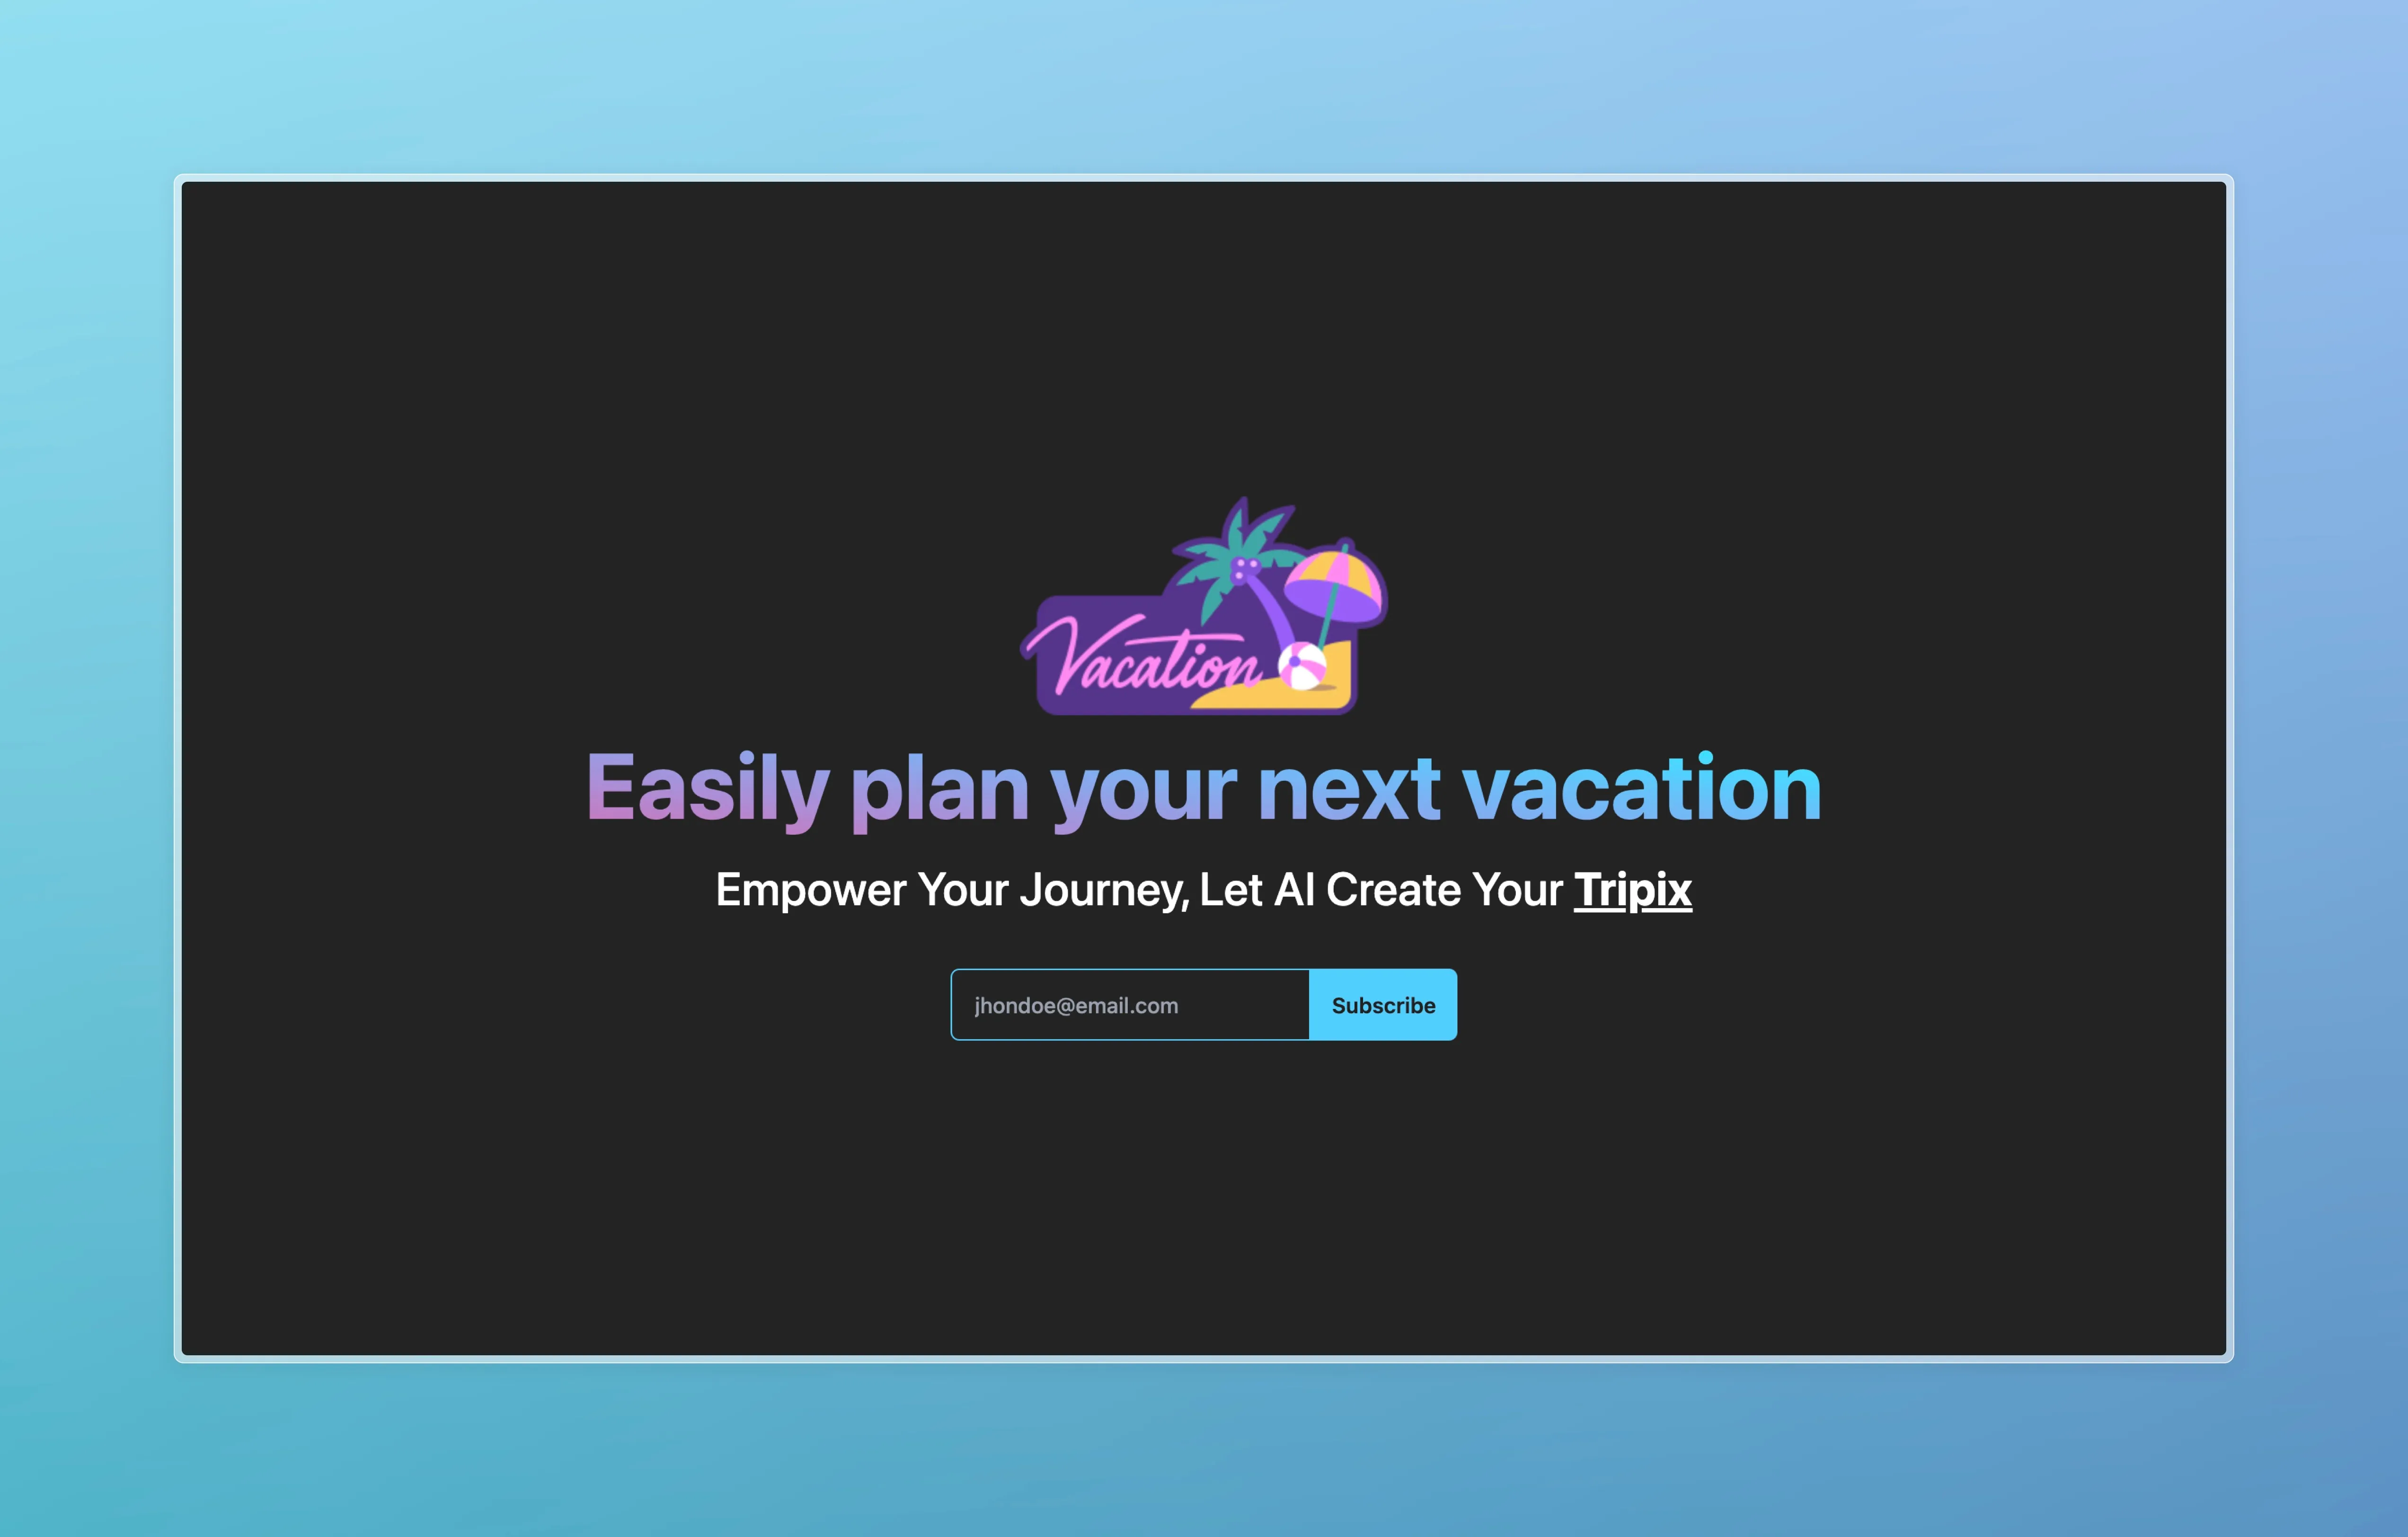 Vacation
Easily plan your next vacation
Empower Your Journey, Let AI Create Your Tripix
jhondoe@email.com
Subscribe